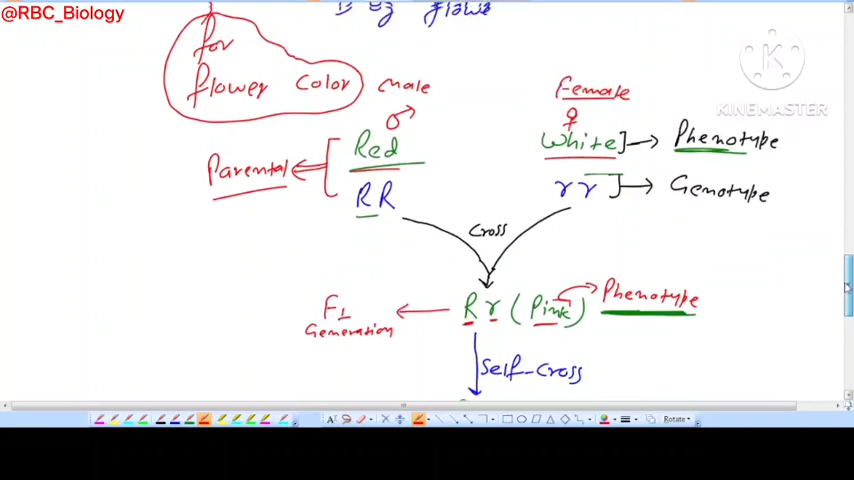 @RBC_Biology
for
flower color
male
Female
♂
♀
Red
White
Phenotype
Parental
RR
rr
Genotype
Cross
Rr (Pink)
Phenotype
F1
Generation
Self-Cross
KINEMASTER
Rotate